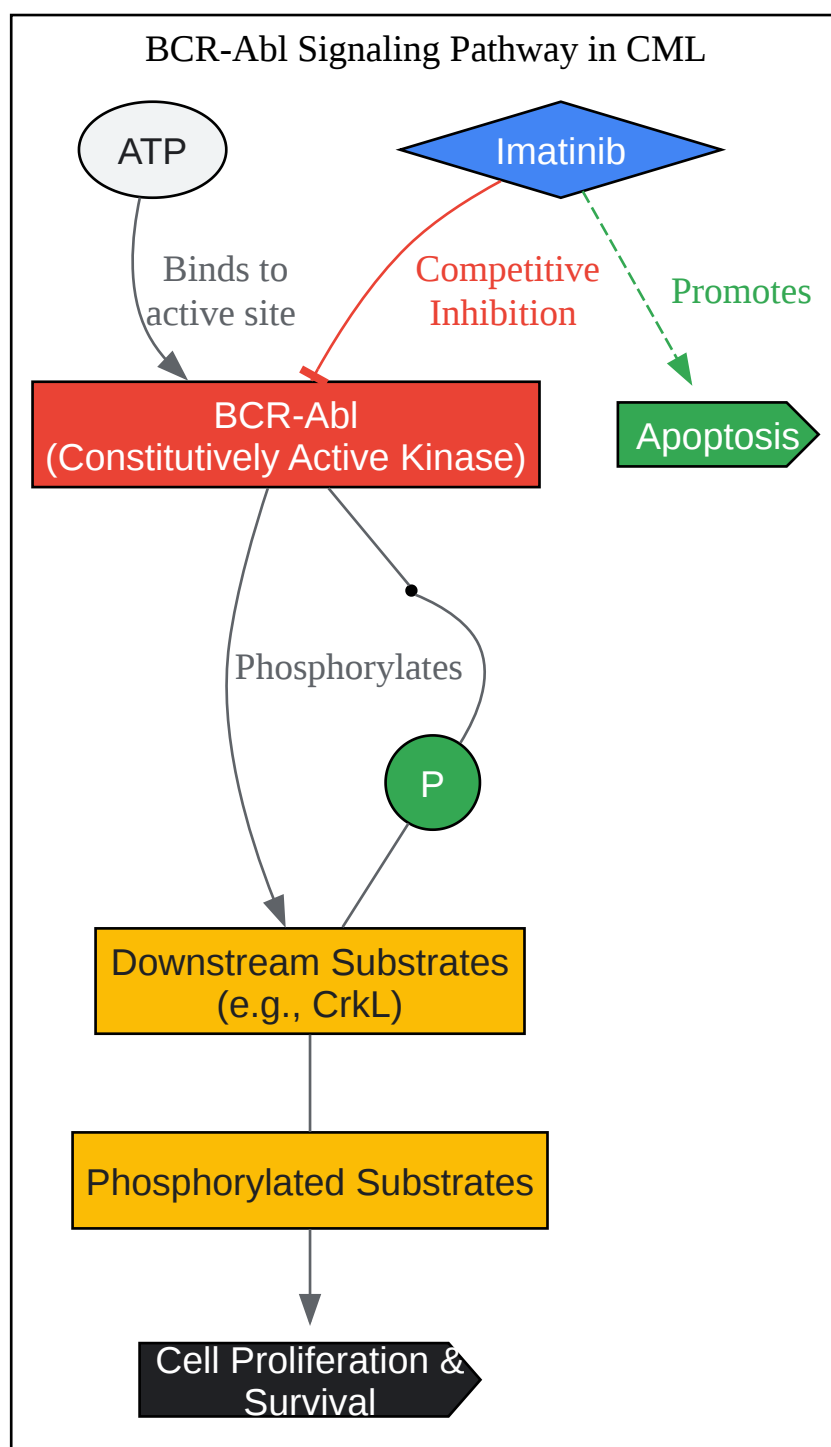 BCR-Abl Signaling Pathway in CML
ATP
Imatinib
Binds to
active site
Competitive
Inhibition
Promotes
BCR-Abl
(Constitutively Active Kinase)
Apoptosis
Phosphorylates
P
Downstream Substrates
(e.g., CrkL)
Phosphorylated Substrates
Cell Proliferation &
Survival